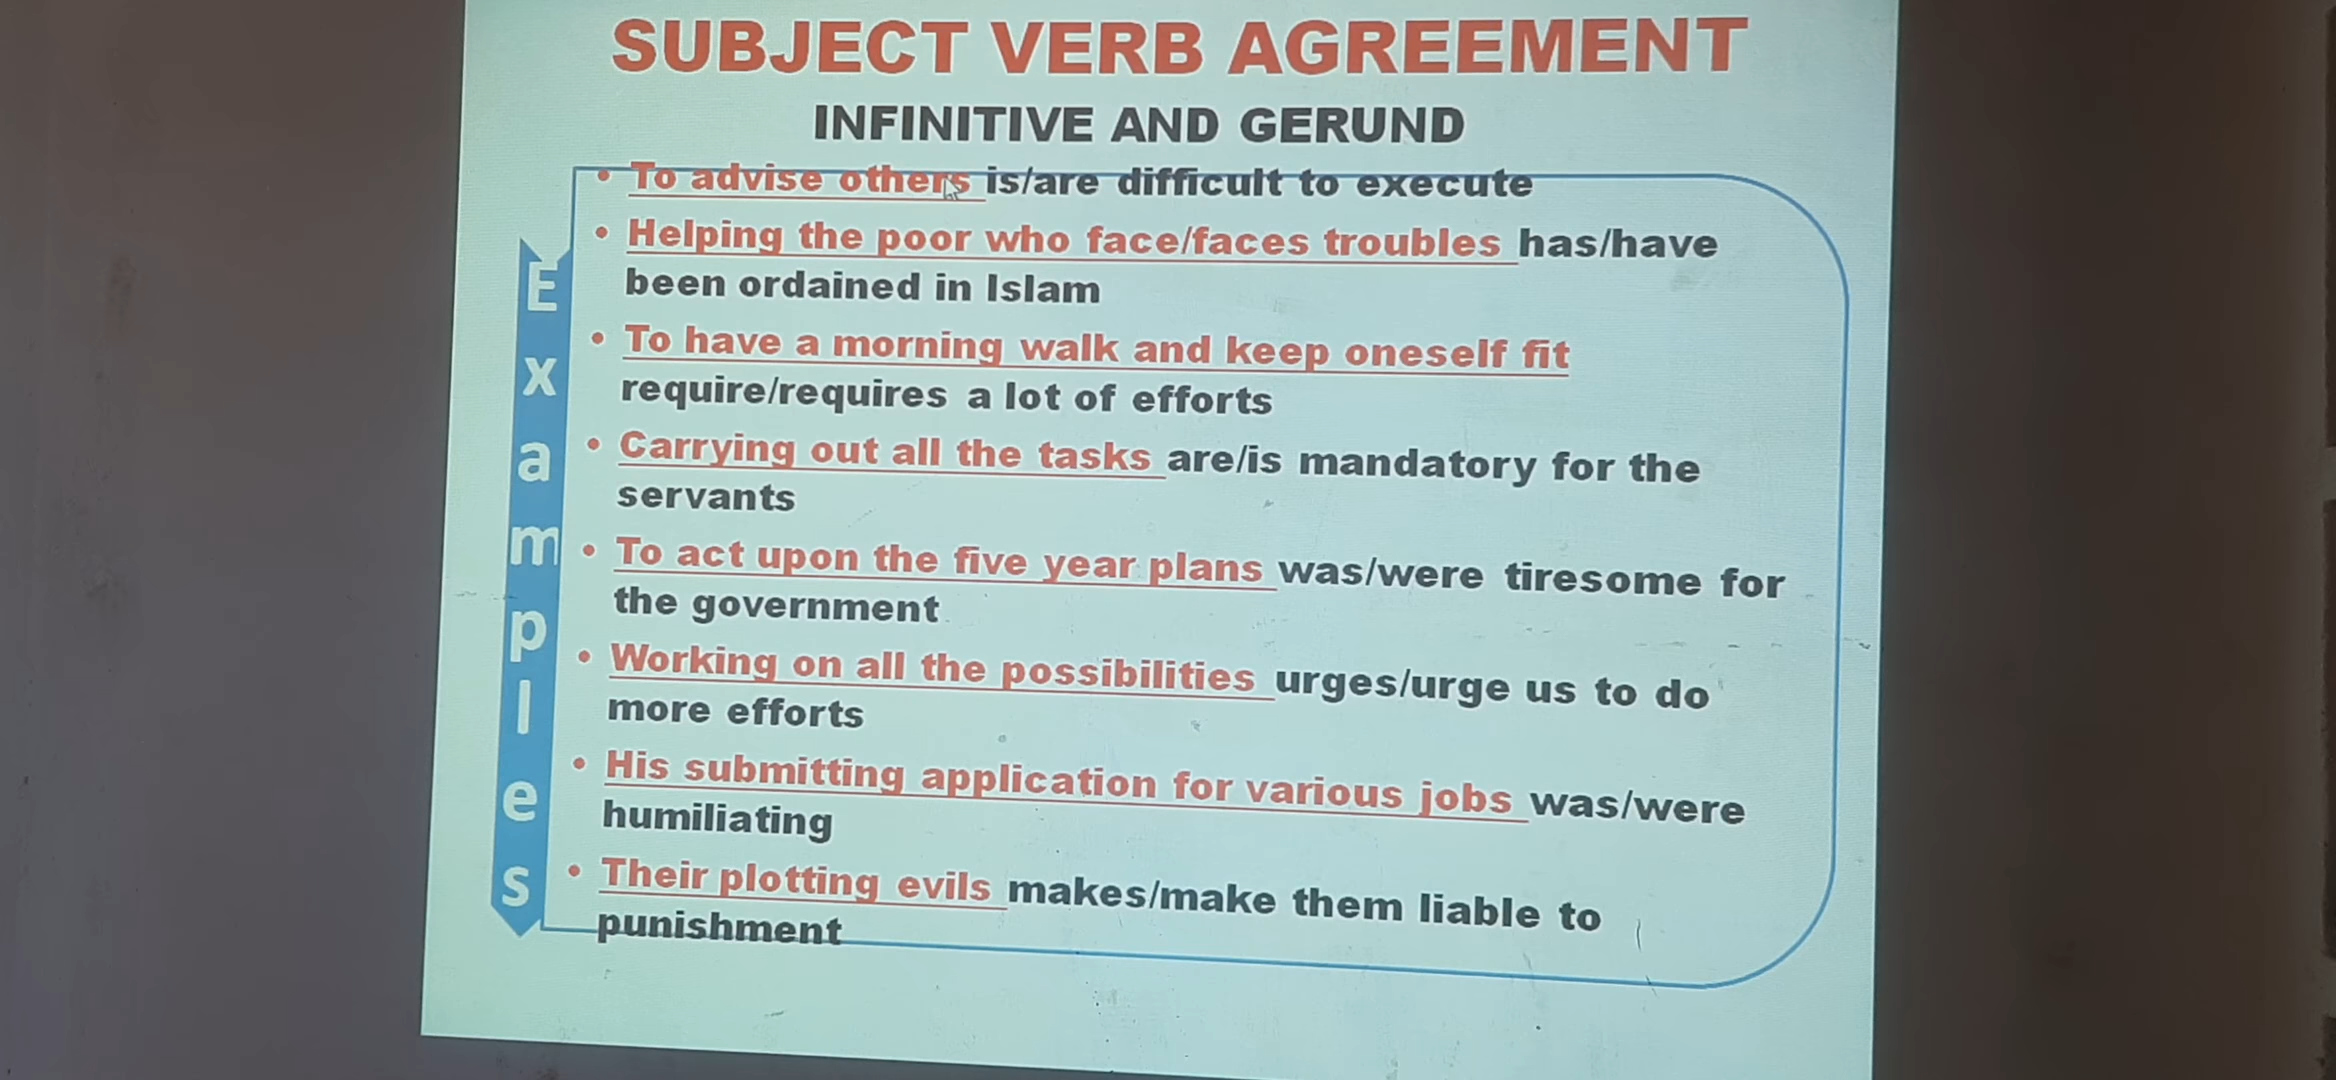 SUBJECT VERB AGREEMENT
INFINITIVE AND GERUND
Examples
• To advise others is/are difficult to execute
• Helping the poor who face/faces troubles has/have
been ordained in Islam
• To have a morning walk and keep oneself fit
require/requires a lot of efforts
• Carrying out all the tasks are/is mandatory for the
servants
• To act upon the five year plans was/were tiresome for
the government
• Working on all the possibilities urges/urge us to do
more efforts
• His submitting application for various jobs was/were
humiliating
• Their plotting evils makes/make them liable to
punishment